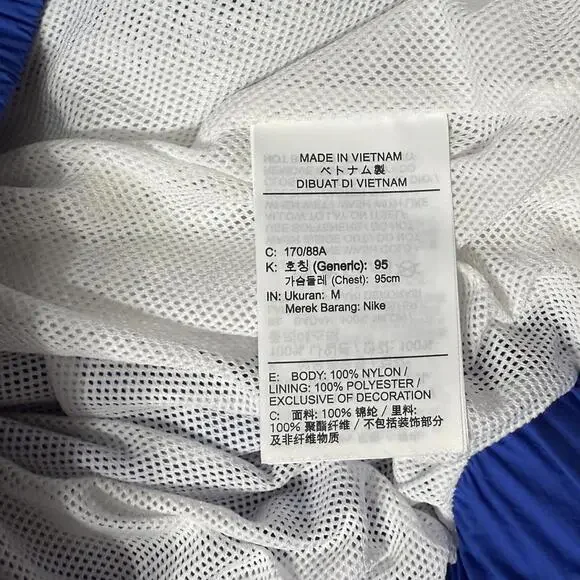 MADE IN VIETNAM
ベトナム製
DIBUAT DI VIETNAM
C: 170/88A
K: 호칭 (Generic): 95
가슴둘레 (Chest): 95cm
IN: Ukuran: M
Merek Barang: Nike
E: BODY: 100% NYLON /
LINING: 100% POLYESTER /
EXCLUSIVE OF DECORATION
C: 面料: 100% 锦纶 / 里料:
100% 聚酯纤维 / 不包括装饰部分
及非纤维物质